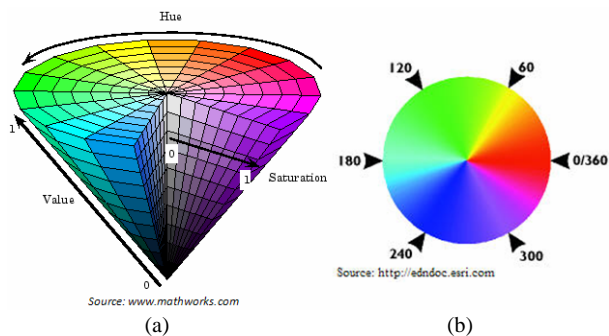 Hue
1
0
1
Saturation
Value
0
Source: www.mathworks.com
(a)
120
60
180
0/360
240
300
Source: http://edndoc.esri.com
(b)